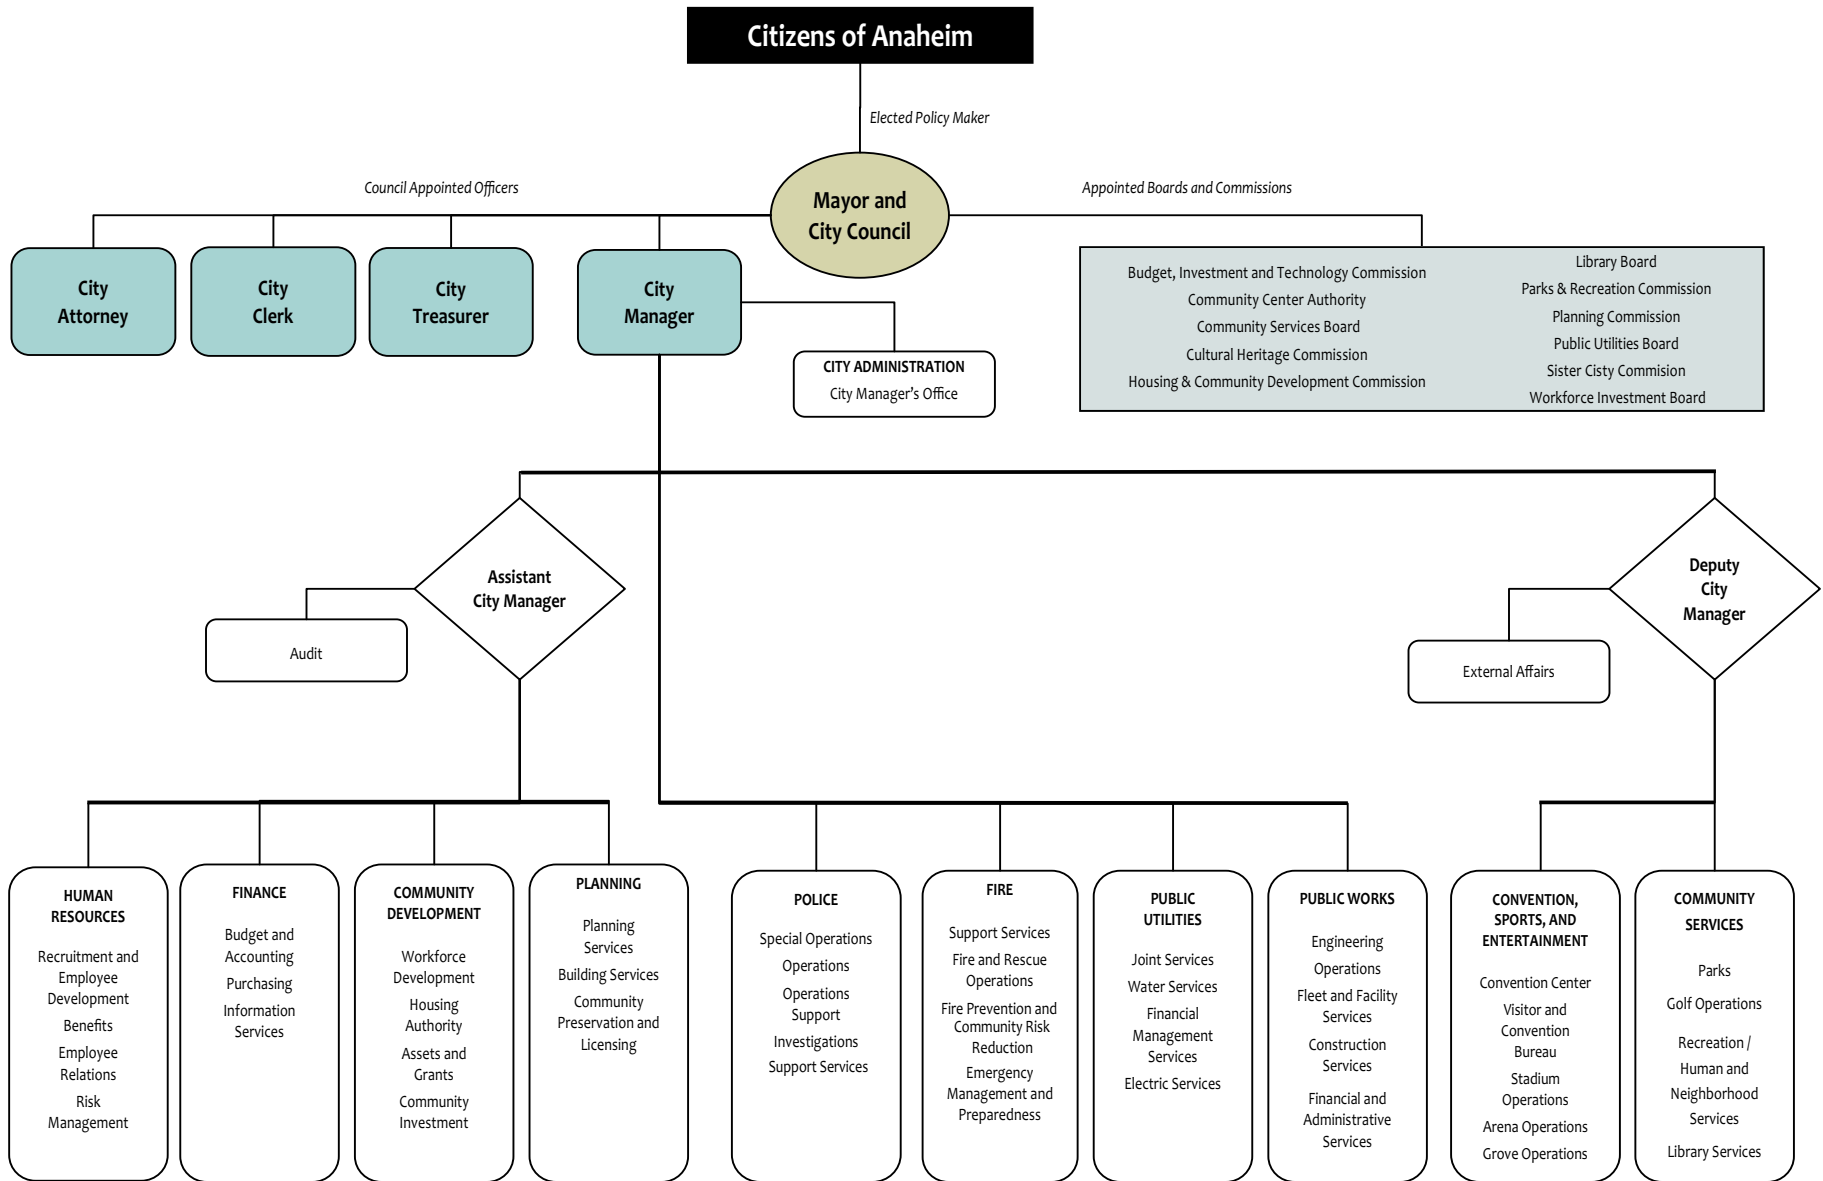 Citizens of Anaheim
Elected Policy Maker
Council Appointed Officers
Appointed Boards and Commissions
Mayor and
City Council
City
Attorney
City
Clerk
City
Treasurer
City
Manager
CITY ADMINISTRATION
City Manager's Office
Budget, Investment and Technology Commission
Community Center Authority
Community Services Board
Cultural Heritage Commission
Housing & Community Development Commission
Library Board
Parks & Recreation Commission
Planning Commission
Public Utilities Board
Sister Cisty Commision
Workforce Investment Board
Assistant
City Manager
Audit
Deputy
City
Manager
External Affairs
HUMAN
RESOURCES
Recruitment and
Employee
Development
Benefits
Employee
Relations
Risk
Management
FINANCE
Budget and
Accounting
Purchasing
Information
Services
COMMUNITY
DEVELOPMENT
Workforce
Development
Housing
Authority
Assets and
Grants
Community
Investment
PLANNING
Planning
Services
Building Services
Community
Preservation and
Licensing
POLICE
Special Operations
Operations
Operations
Support
Investigations
Support Services
FIRE
Support Services
Fire and Rescue
Operations
Fire Prevention and
Community Risk
Reduction
Emergency
Management and
Preparedness
PUBLIC
UTILITIES
Joint Services
Water Services
Financial
Management
Services
Electric Services
PUBLIC WORKS
Engineering
Operations
Fleet and Facility
Services
Construction
Services
Financial and
Administrative
Services
CONVENTION,
SPORTS, AND
ENTERTAINMENT
Convention Center
Visitor and
Convention
Bureau
Stadium
Operations
Arena Operations
Grove Operations
COMMUNITY
SERVICES
Parks
Golf Operations
Recreation /
Human and
Neighborhood
Services
Library Services